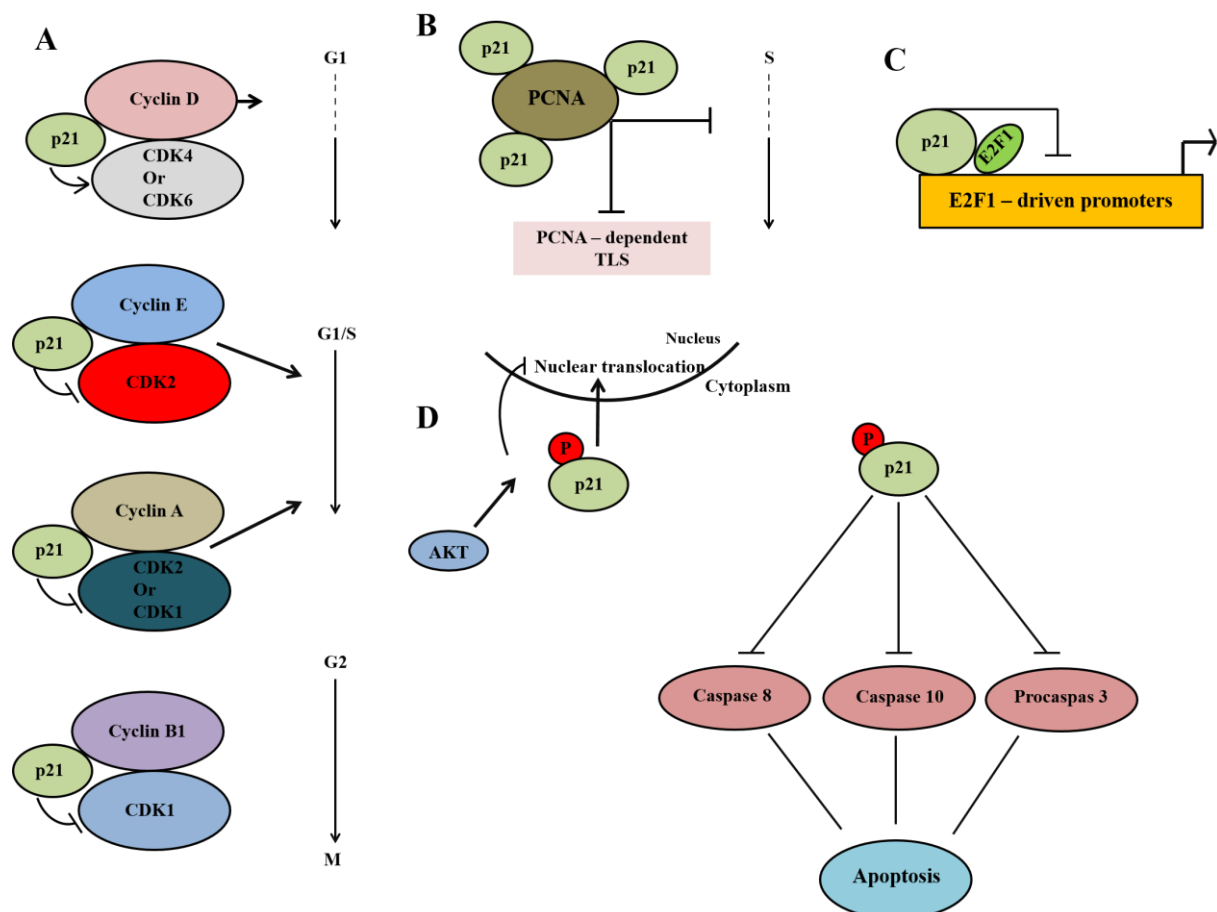 A
Cyclin D
p21
CDK4
Or
CDK6
G1
Cyclin E
p21
CDK2
G1/S
Cyclin A
p21
CDK2
Or
CDK1
G2
Cyclin B1
p21
CDK1
M
B
p21
p21
PCNA
p21
PCNA – dependent
TLS
S
C
p21
E2F1
E2F1 – driven promoters
D
Nucleus
Nuclear translocation
Cytoplasm
P
p21
AKT
P
p21
Caspase 8
Caspase 10
Procaspas 3
Apoptosis